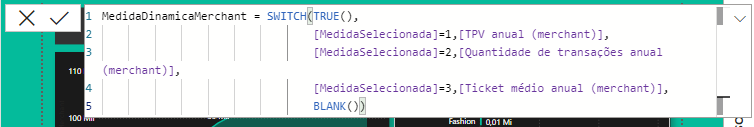 1 MedidaDinamicaMerchant = SWITCH(TRUE(),
2 [MedidaSelecionada]=1,[TPV anual (merchant)],
3 [MedidaSelecionada]=2,[Quantidade de transações anual
(merchant)],
4 [MedidaSelecionada]=3,[Ticket médio anual (merchant)],
5 BLANK())
110
100 Mil
Fashion 0,01 Mi